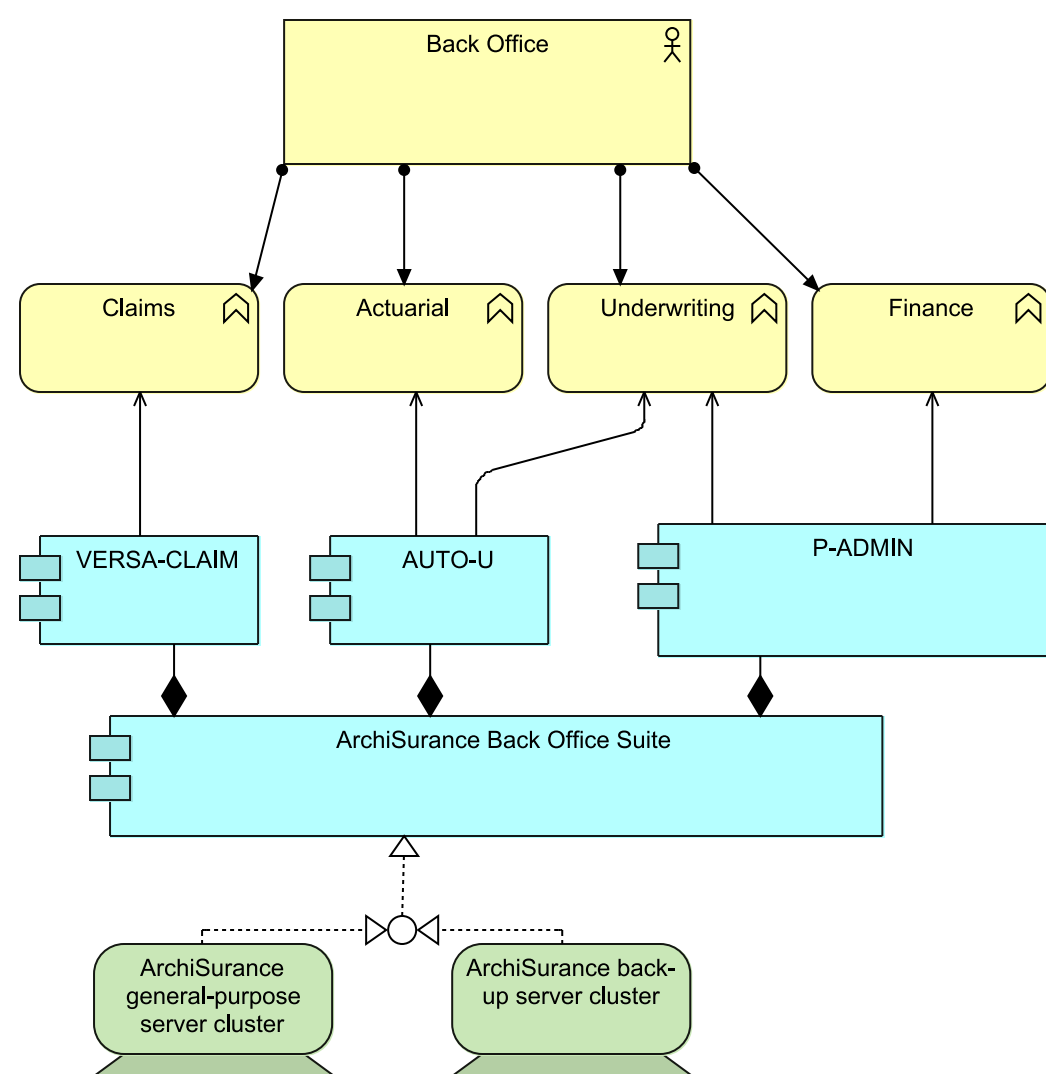 Back Office
Claims
Actuarial
Underwriting
Finance
VERSA-CLAIM
AUTO-U
P-ADMIN
ArchiSurance Back Office Suite
ArchiSurance
general-purpose
server cluster
ArchiSurance back-
up server cluster